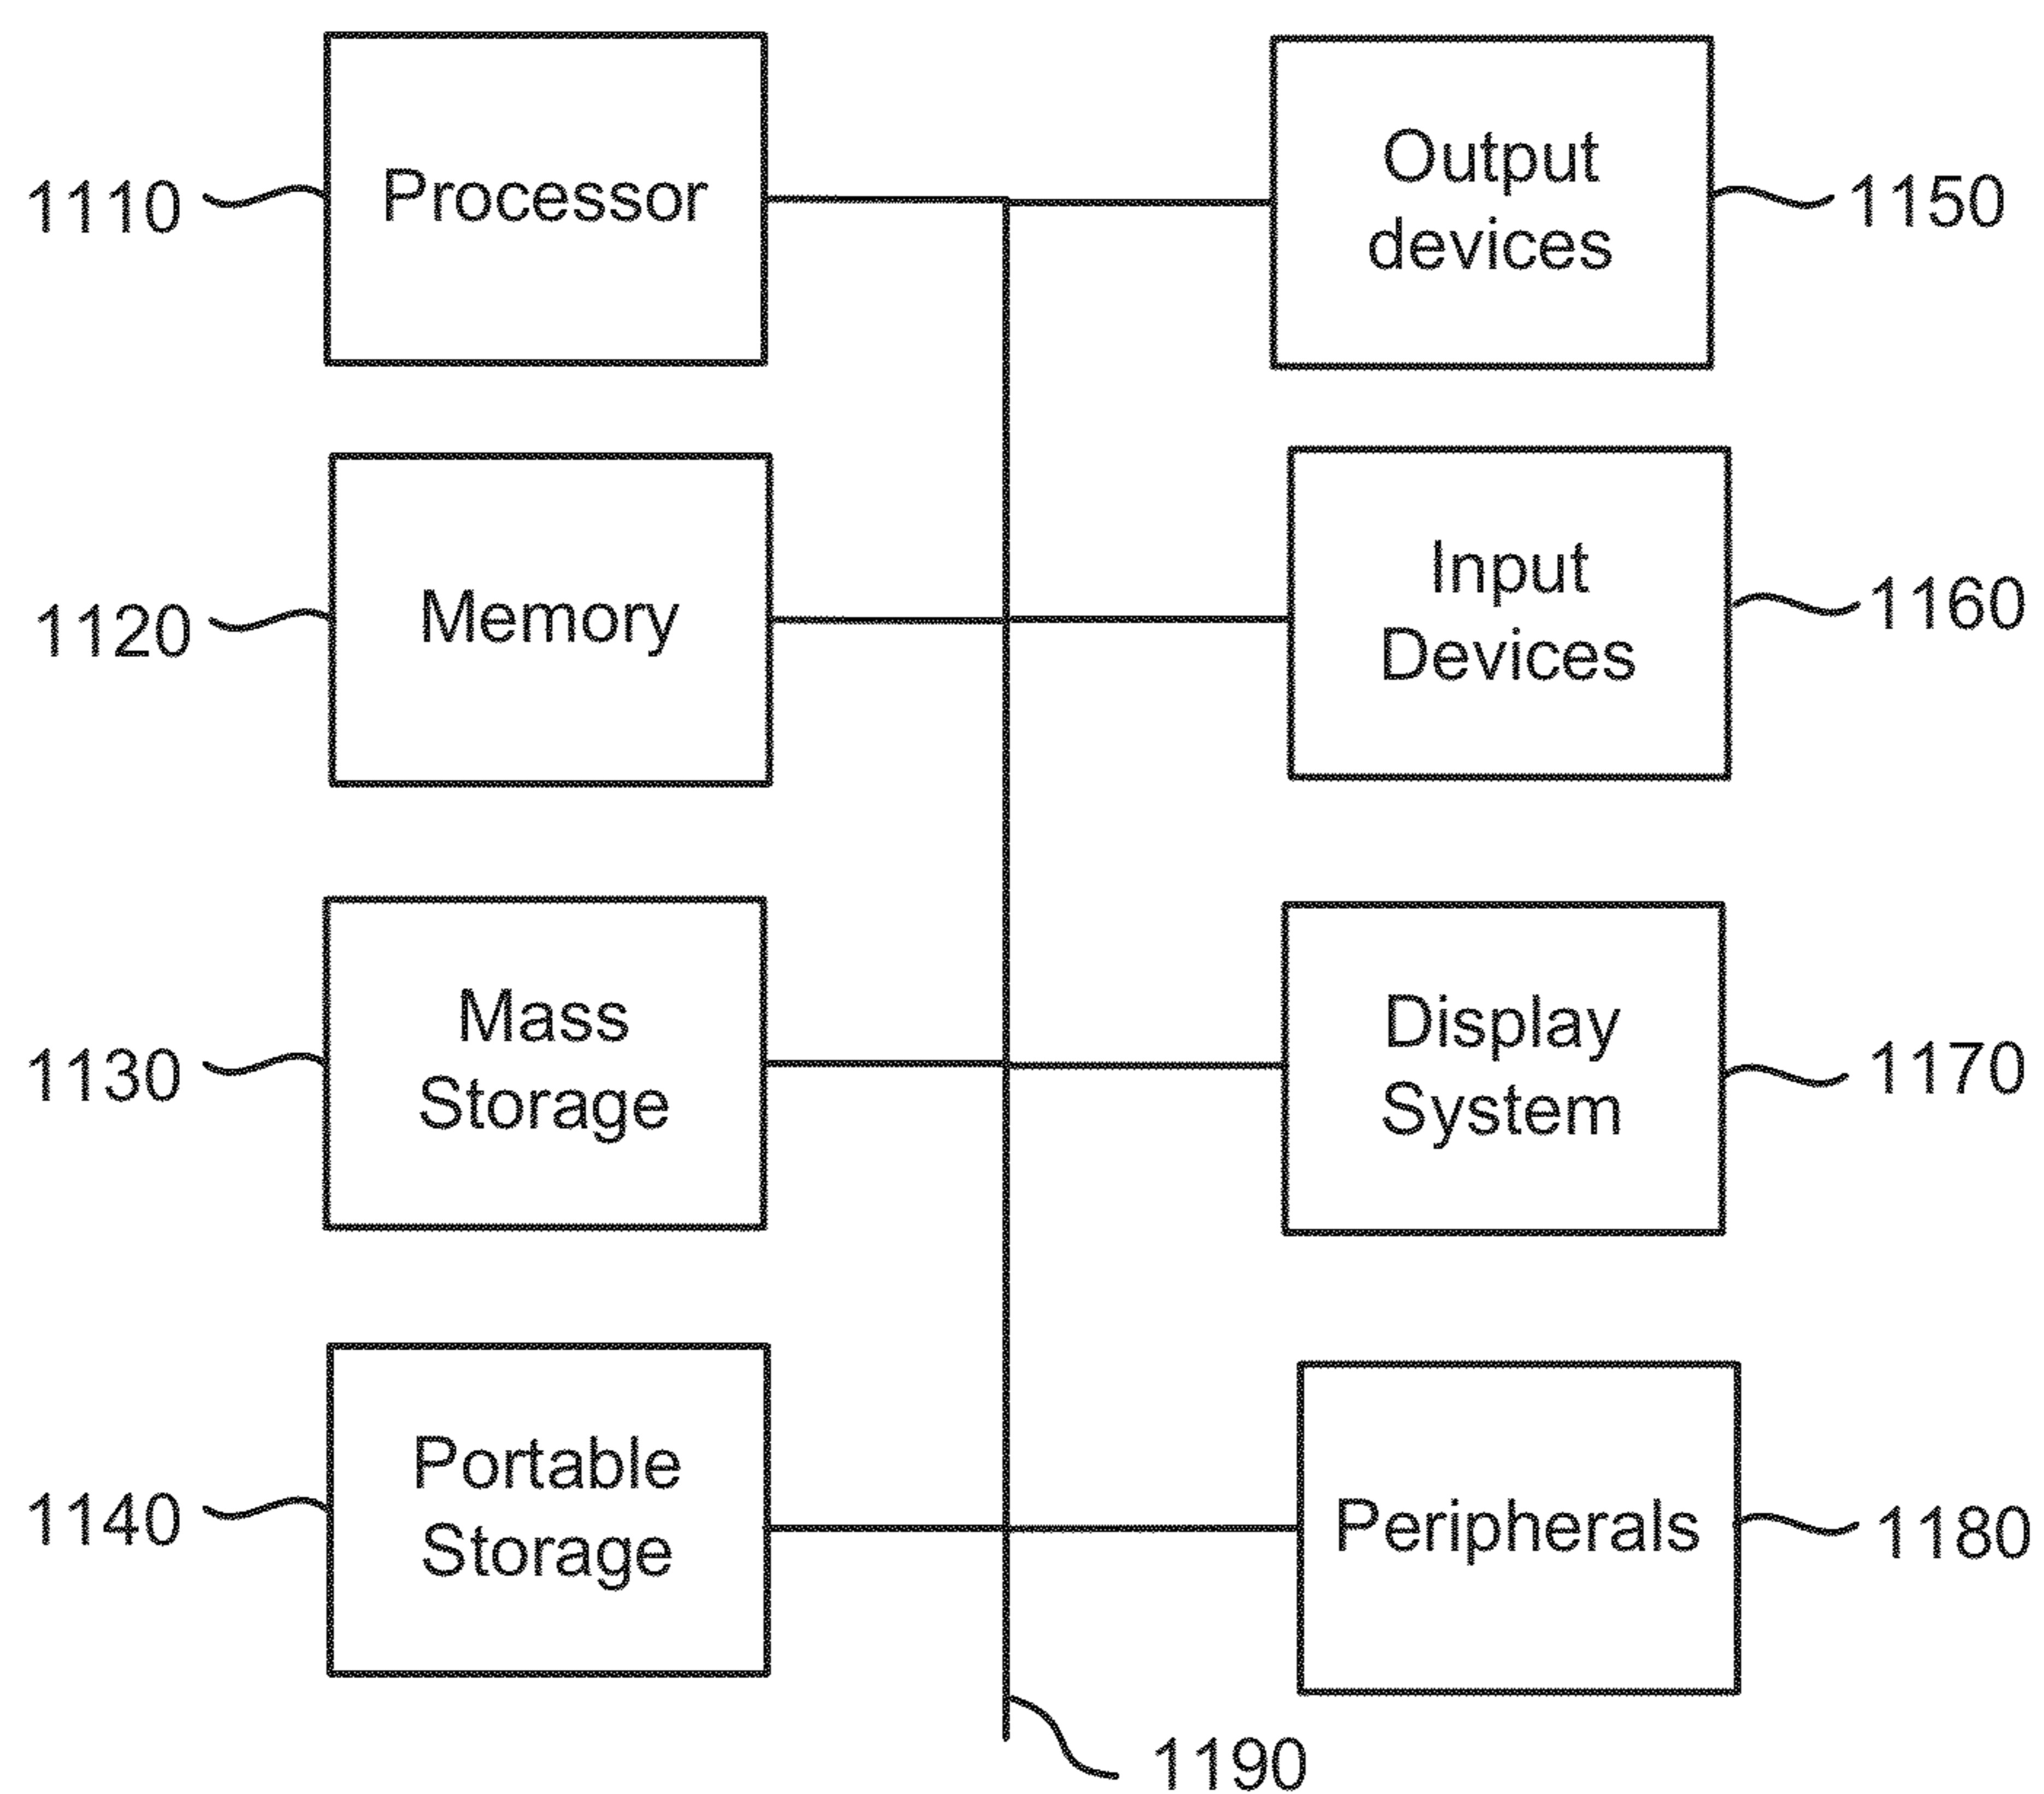 1110
Processor
Output
devices
1150
1120
Memory
Input
Devices
1160
1130
Mass
Storage
Display
System
1170
1140
Portable
Storage
Peripherals
1180
1190